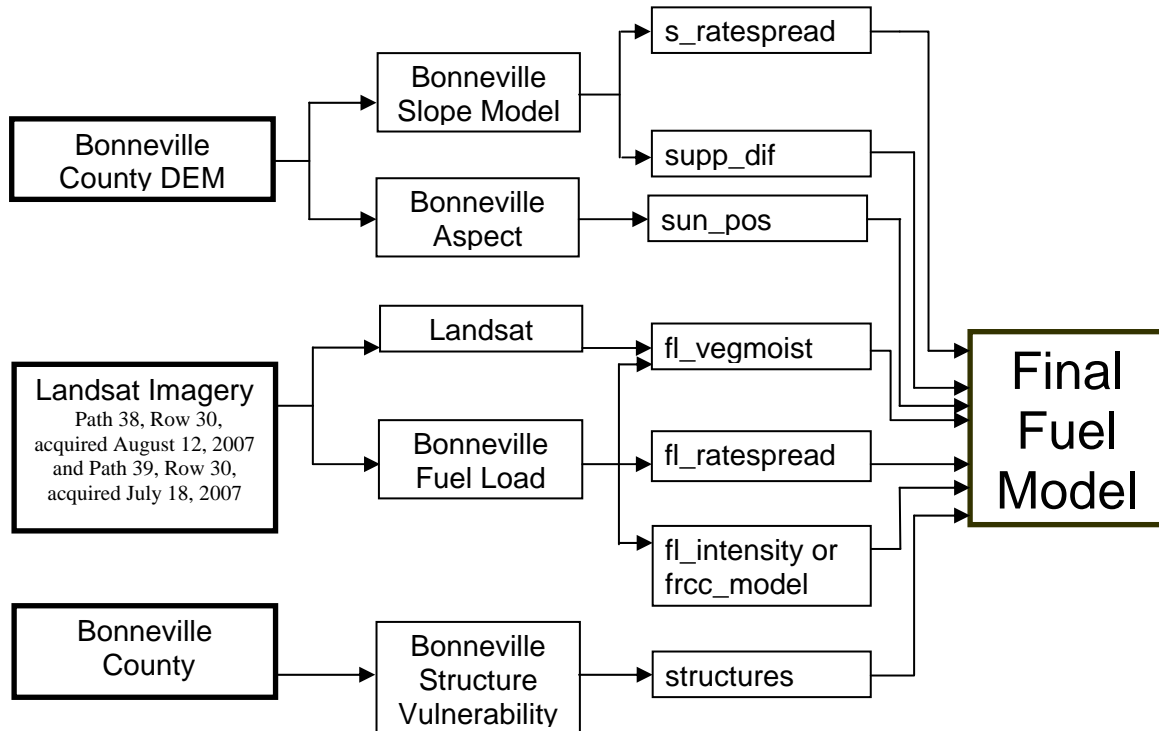 s_ratespread
Bonneville
Slope Model
Bonneville
County DEM
supp_dif
Bonneville
Aspect
sun_pos
Landsat
fl_vegmoist
Landsat Imagery
Path 38, Row 30,
acquired August 12, 2007
and Path 39, Row 30,
acquired July 18, 2007
Bonneville
Fuel Load
fl_ratespread
fl_intensity or
frcc_model
Final
Fuel
Model
Bonneville
County
Bonneville
Structure
Vulnerability
structures